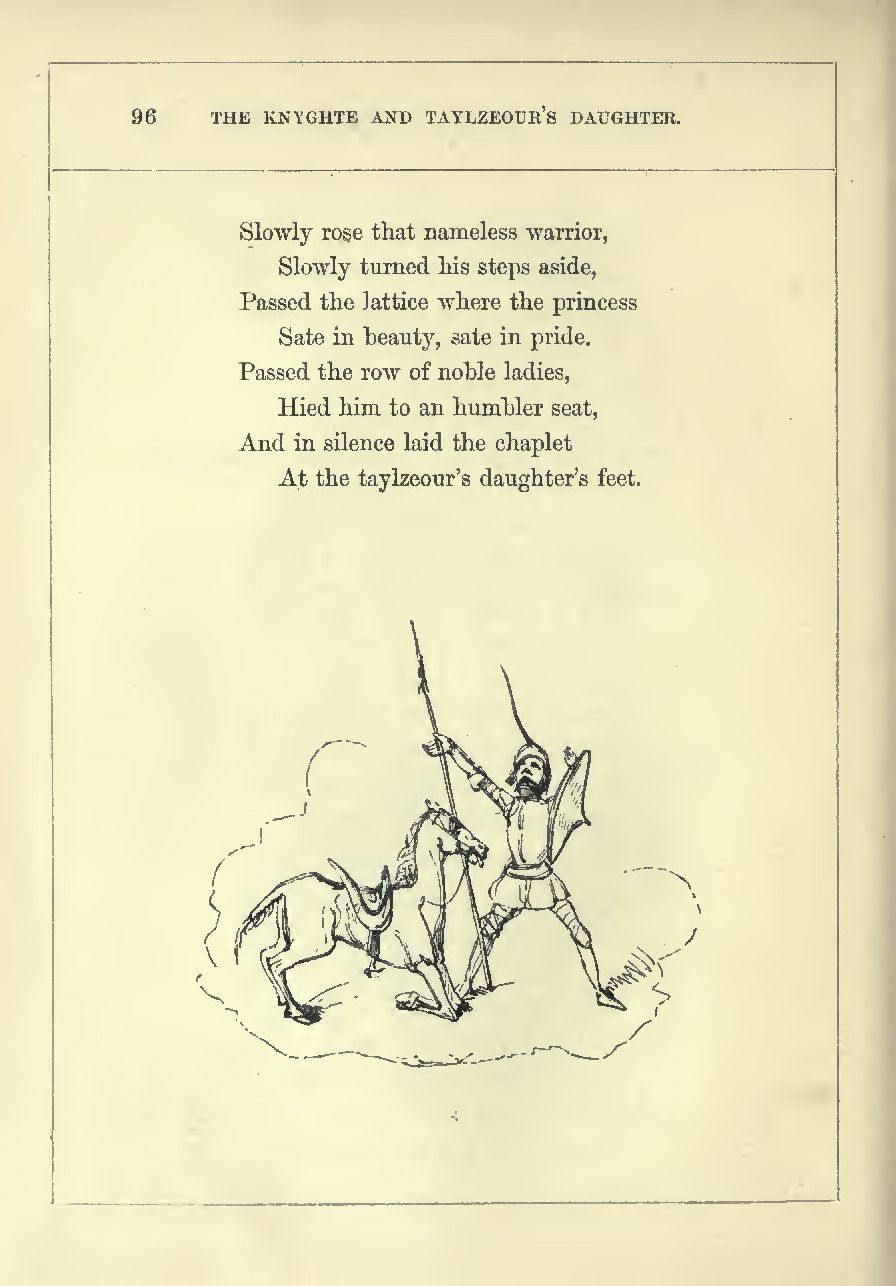 96 THE KNYGHTE AND TAYLZEOUR'S DAUGHTER.
Slowly rose that nameless warrior,
Slowly turned his steps aside,
Passed the lattice where the princess
Sate in beauty, sate in pride.
Passed the row of noble ladies,
Hied him to an humbler seat,
And in silence laid the chaplet
At the taylzeour's daughter's feet.